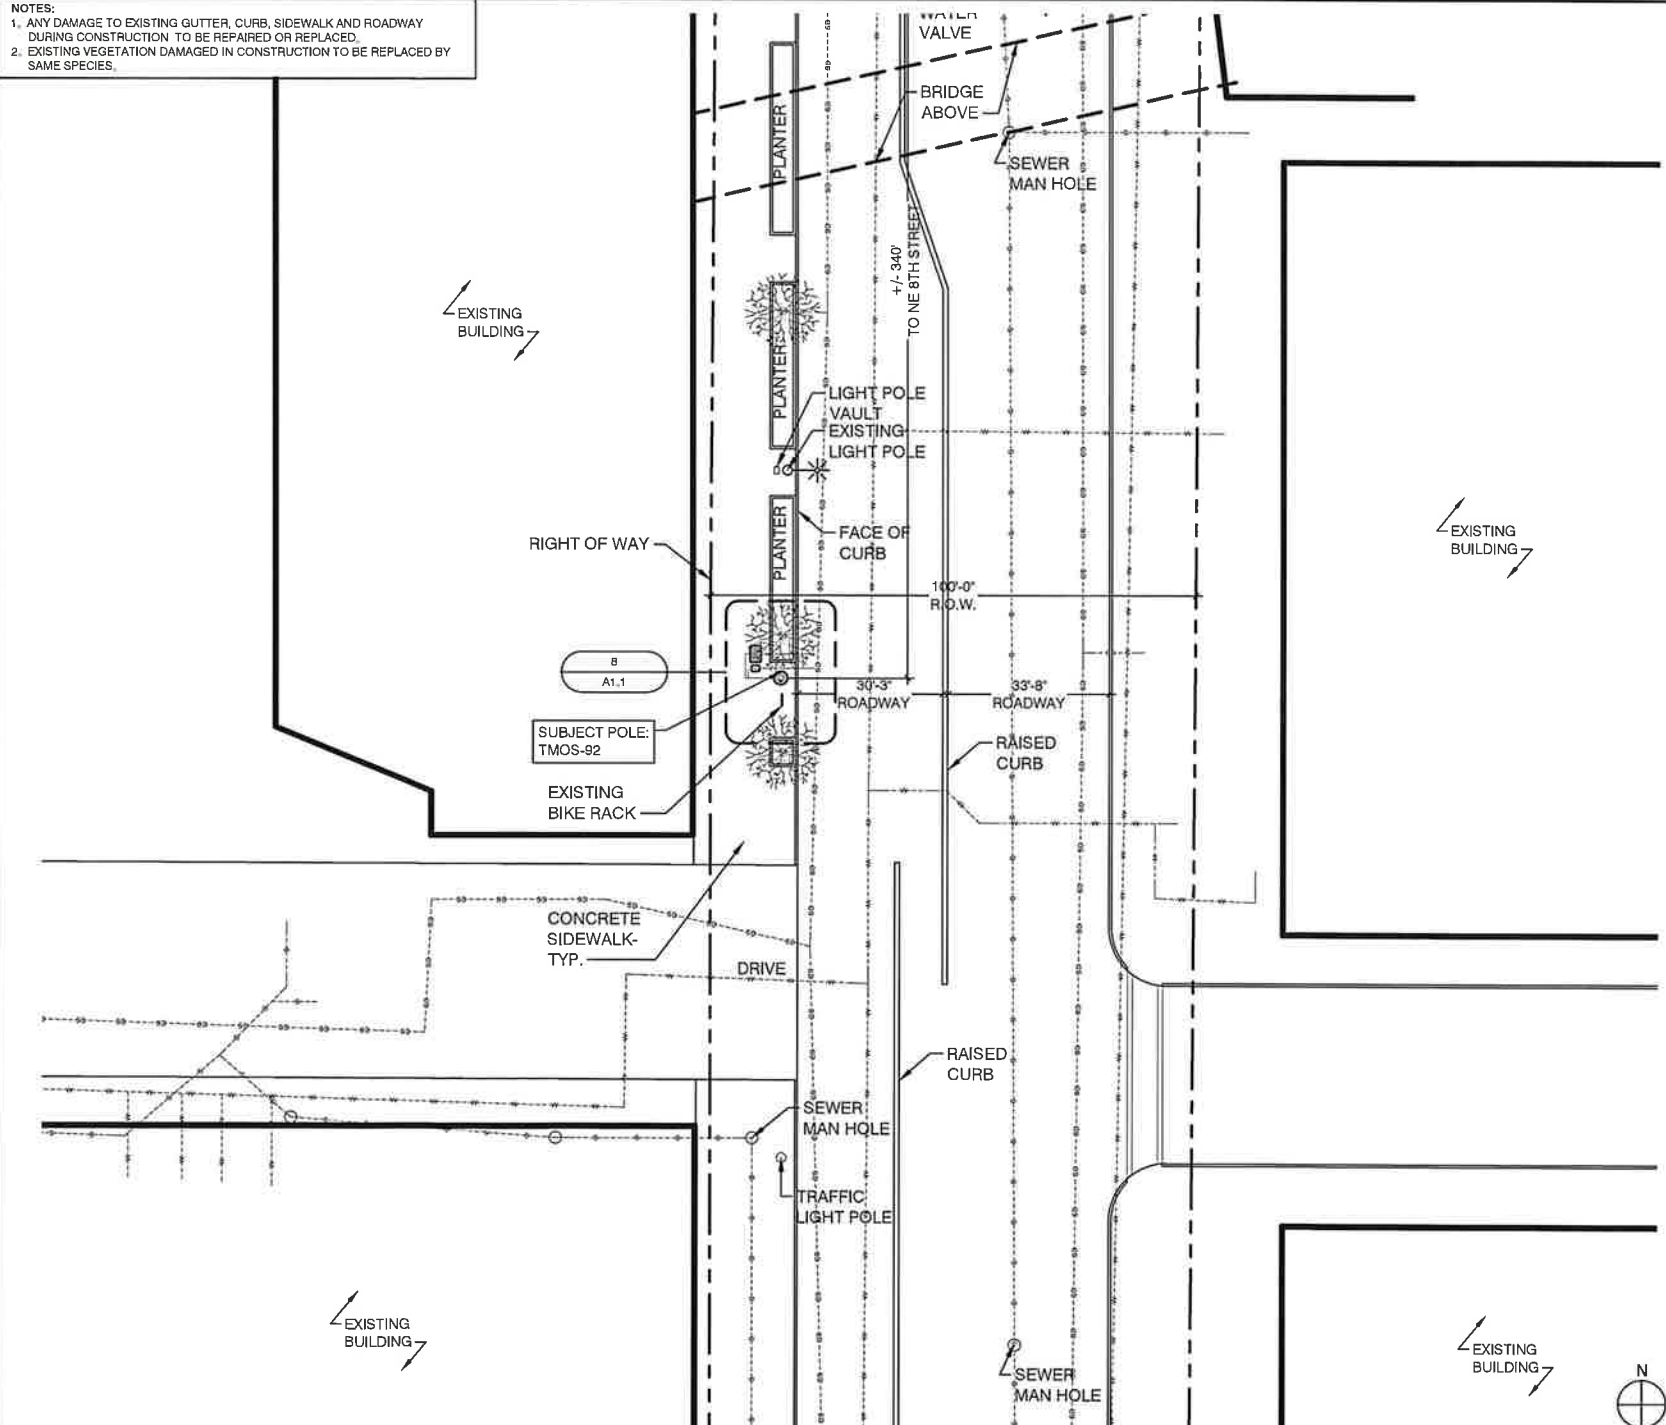 NOTES:
1. ANY DAMAGE TO EXISTING GUTTER, CURB, SIDEWALK AND ROADWAY
DURING CONSTRUCTION TO BE REPAIRED OR REPLACED.
2. EXISTING VEGETATION DAMAGED IN CONSTRUCTION TO BE REPLACED BY
SAME SPECIES.
WATER
VALVE
BRIDGE
ABOVE
PLANTER
SEWER
MAN HOLE
+/- 340'
TO NE 8TH STREET
EXISTING
BUILDING
PLANTER
LIGHT POLE
VAULT
EXISTING
LIGHT POLE
PLANTER
FACE OF
CURB
RIGHT OF WAY
EXISTING
BUILDING
100'-0"
R.O.W.
8
A1.1
30'-3"
ROADWAY
33'-8"
ROADWAY
SUBJECT POLE:
TMOS-92
RAISED
CURB
EXISTING
BIKE RACK
CONCRETE
SIDEWALK-
TYP.
DRIVE
RAISED
CURB
SEWER
MAN HOLE
TRAFFIC
LIGHT POLE
EXISTING
BUILDING
SEWER
MAN HOLE
EXISTING
BUILDING
N